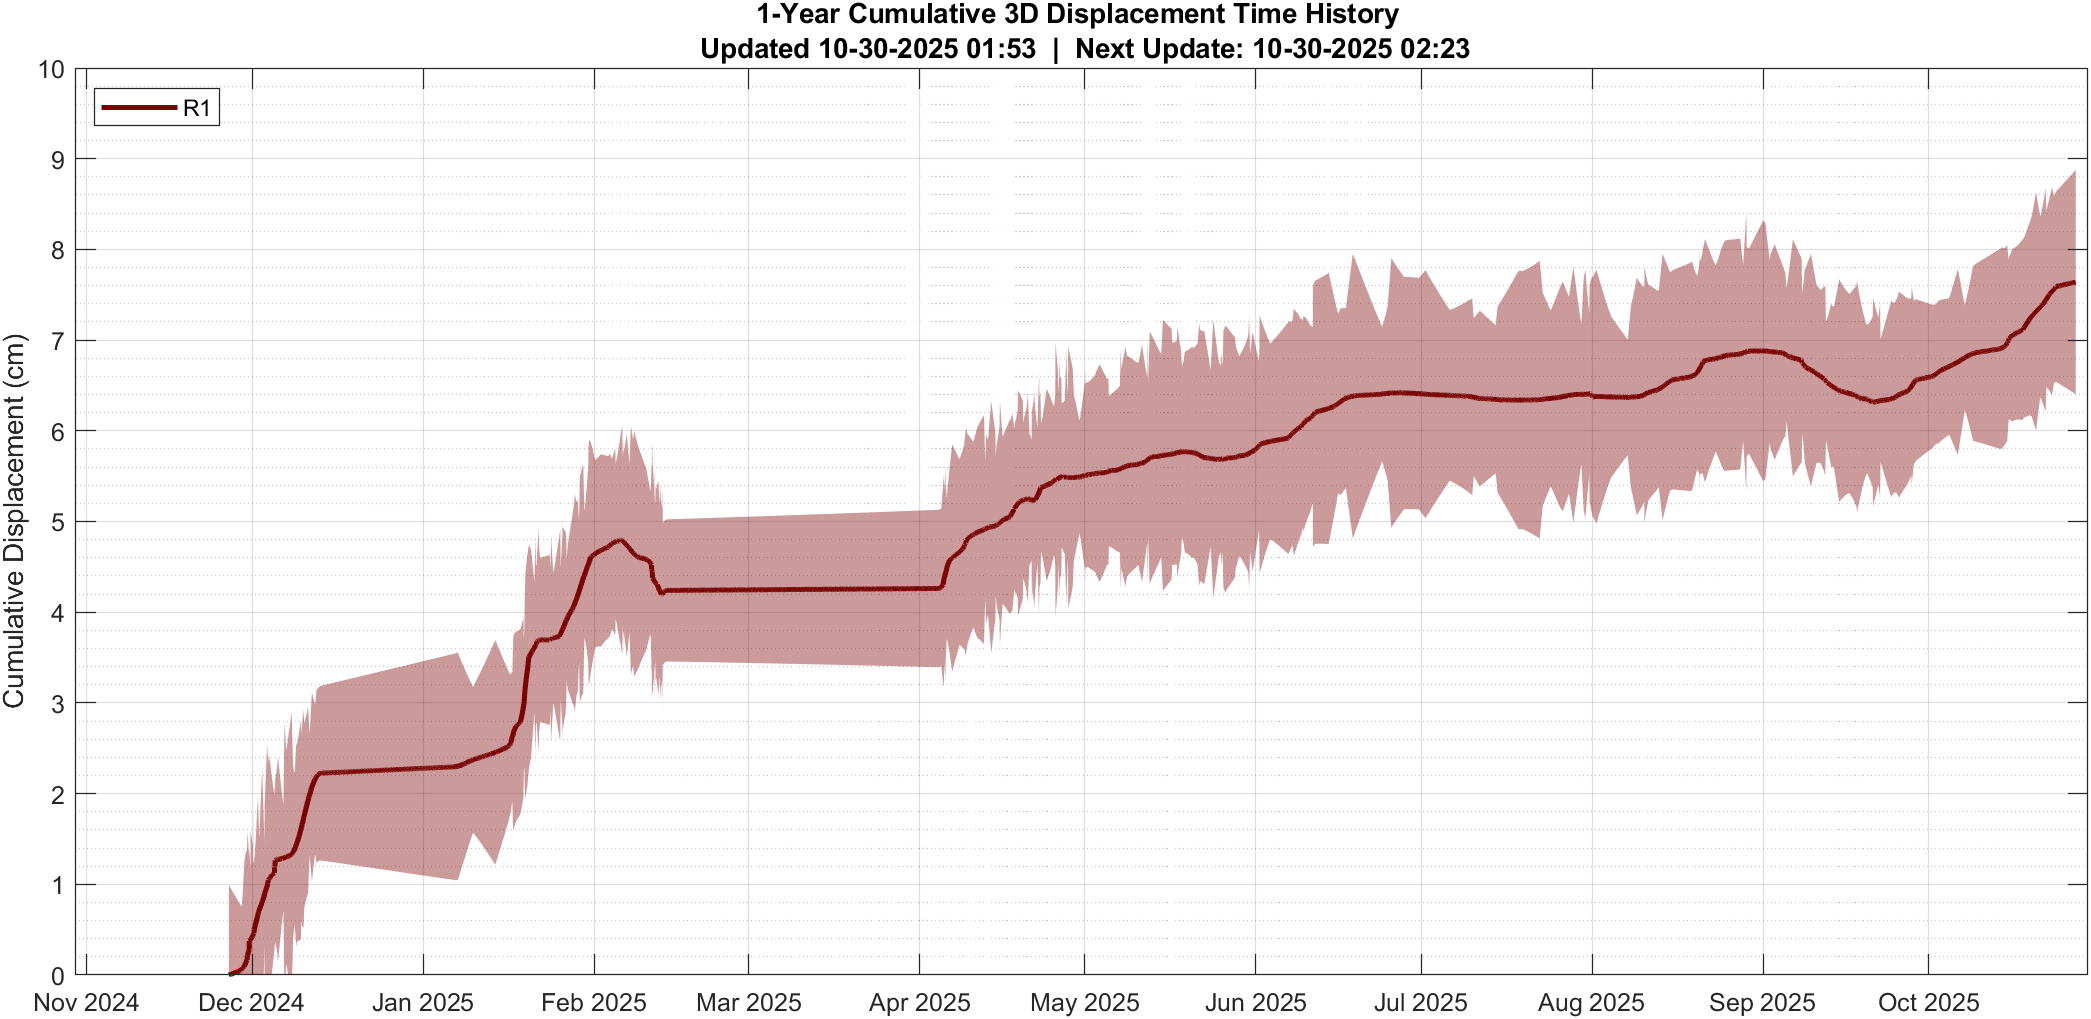 1-Year Cumulative 3D Displacement Time History
Updated 10-30-2025 01:53 | Next Update: 10-30-2025 02:23
R1
Cumulative Displacement (cm)
10
9
8
7
6
5
4
3
2
1
0
Nov 2024 Dec 2024 Jan 2025 Feb 2025 Mar 2025 Apr 2025 May 2025 Jun 2025 Jul 2025 Aug 2025 Sep 2025 Oct 2025